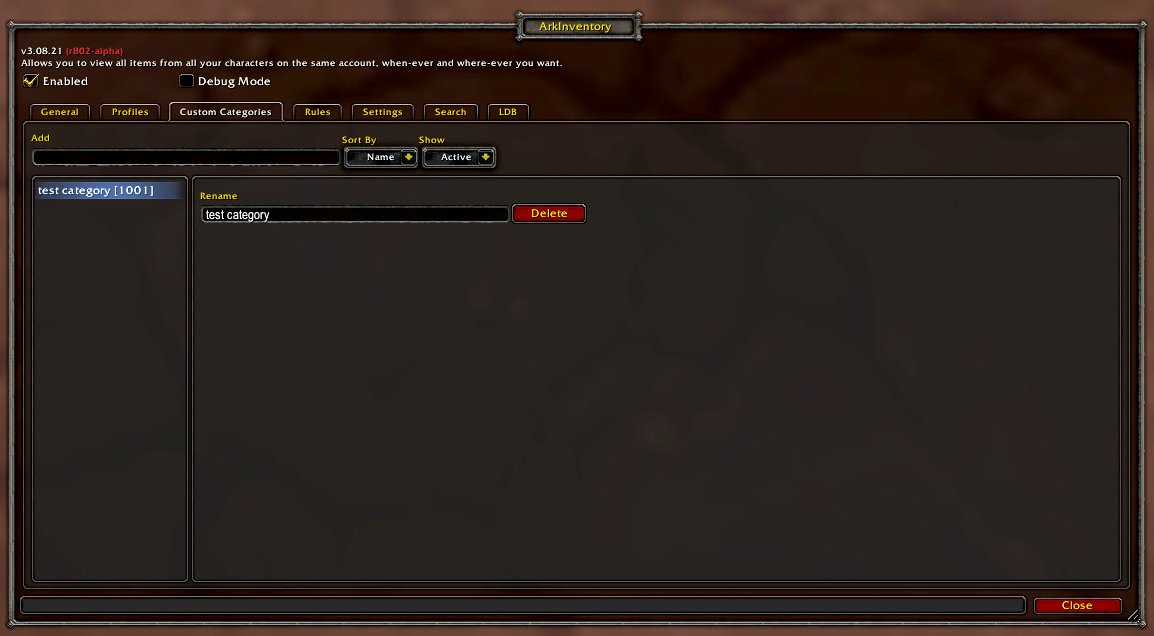 ArkInventory
v3.08.21 (r802-alpha)
Allows you to view all items from all your characters on the same account, when-ever and where-ever you want.
Enabled Debug Mode
General Profiles Custom Categories Rules Settings Search LDB
Add Sort By Show
Name Active
test category [1001]
Rename
test category Delete
Close